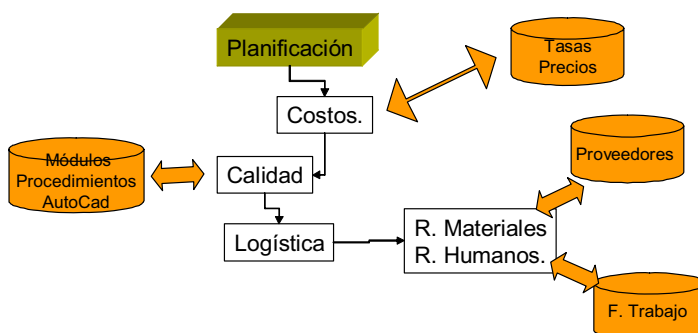 Planificación
Tasas
Precios
Costos.
Módulos
Procedimientos
AutoCad
Calidad
Proveedores
Logística
R. Materiales
R. Humanos.
F. Trabajo